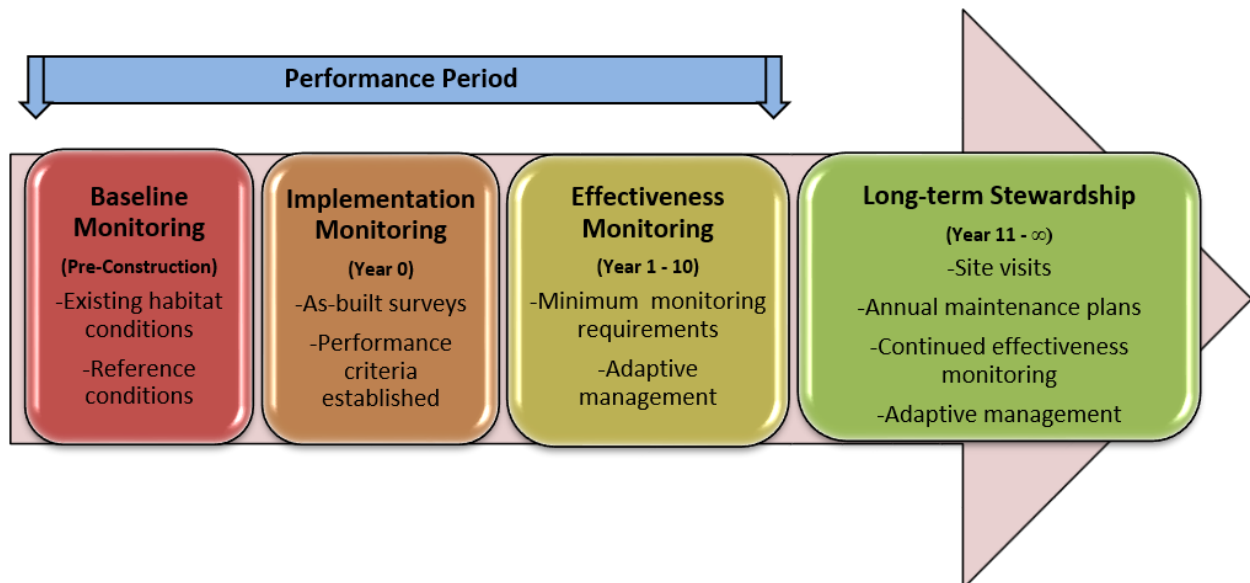 Performance Period
Baseline
Monitoring
(Pre-Construction)
-Existing habitat
conditions
-Reference
conditions
Implementation
Monitoring
(Year 0)
-As-built surveys
-Performance
criteria
established
Effectiveness
Monitoring
(Year 1 - 10)
-Minimum monitoring
requirements
-Adaptive
management
Long-term Stewardship
(Year 11 - ∞)
-Site visits
-Annual maintenance plans
-Continued effectiveness
monitoring
-Adaptive management